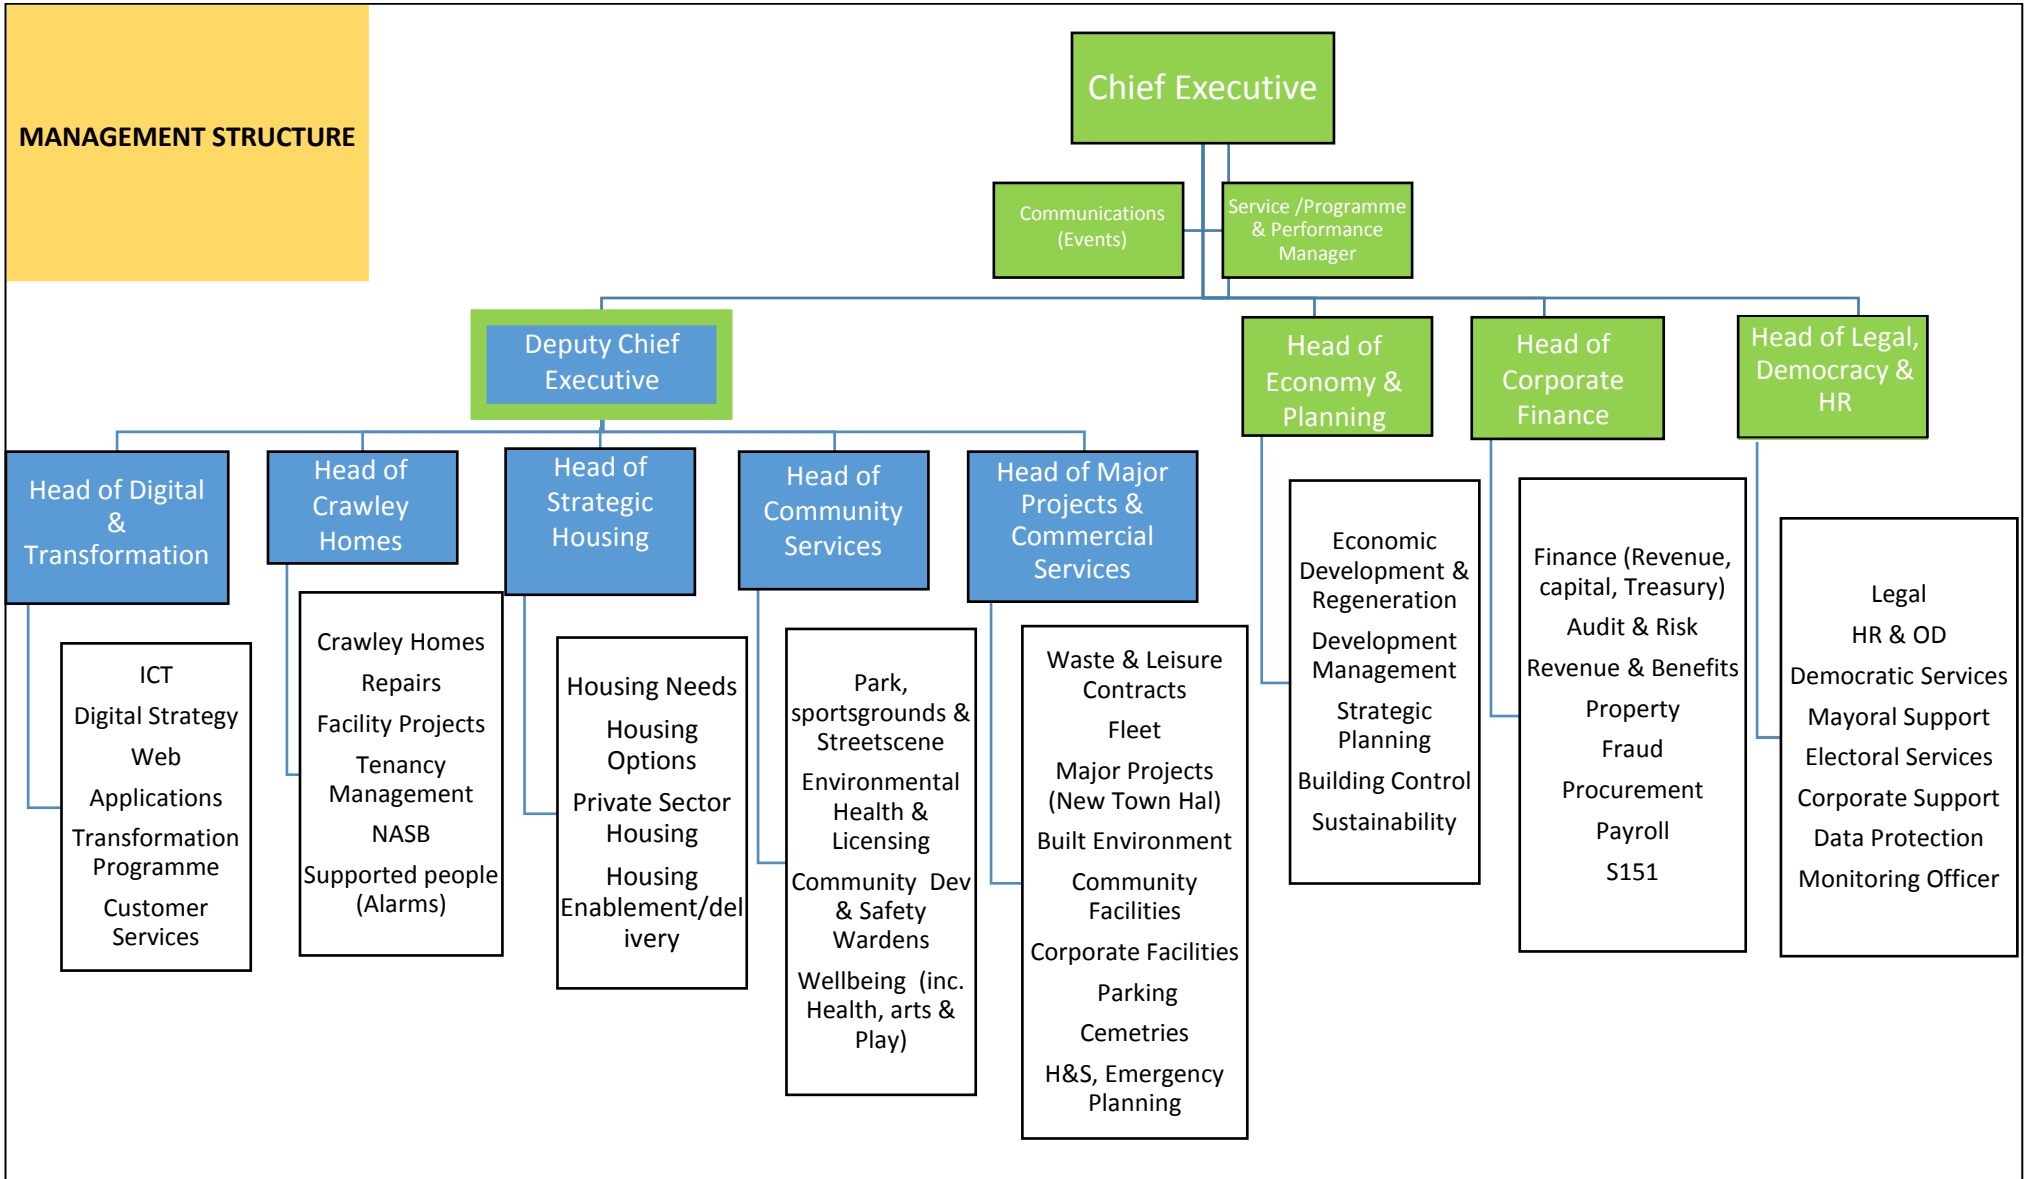 MANAGEMENT STRUCTURE
Chief Executive
Communications
(Events)
Service /Programme
& Performance
Manager
Deputy Chief
Executive
Head of
Economy &
Planning
Head of
Corporate
Finance
Head of Legal,
Democracy &
HR
Head of Digital
&
Transformation
Head of
Crawley
Homes
Head of
Strategic
Housing
Head of
Community
Services
Head of Major
Projects &
Commercial
Services
ICT
Digital Strategy
Web
Applications
Transformation
Programme
Customer
Services
Crawley Homes
Repairs
Facility Projects
Tenancy
Management
NASB
Supported people
(Alarms)
Housing Needs
Housing
Options
Private Sector
Housing
Housing
Enablement/del
ivery
Park,
sportsgrounds &
Streetscene
Environmental
Health &
Licensing
Community Dev
& Safety
Wardens
Wellbeing (inc.
Health, arts &
Play)
Waste & Leisure
Contracts
Fleet
Major Projects
(New Town Hal)
Built Environment
Community
Facilities
Corporate Facilities
Parking
Cemetries
H&S, Emergency
Planning
Economic
Development &
Regeneration
Development
Management
Strategic
Planning
Building Control
Sustainability
Finance (Revenue,
capital, Treasury)
Audit & Risk
Revenue & Benefits
Property
Fraud
Procurement
Payroll
S151
Legal
HR & OD
Democratic Services
Mayoral Support
Electoral Services
Corporate Support
Data Protection
Monitoring Officer